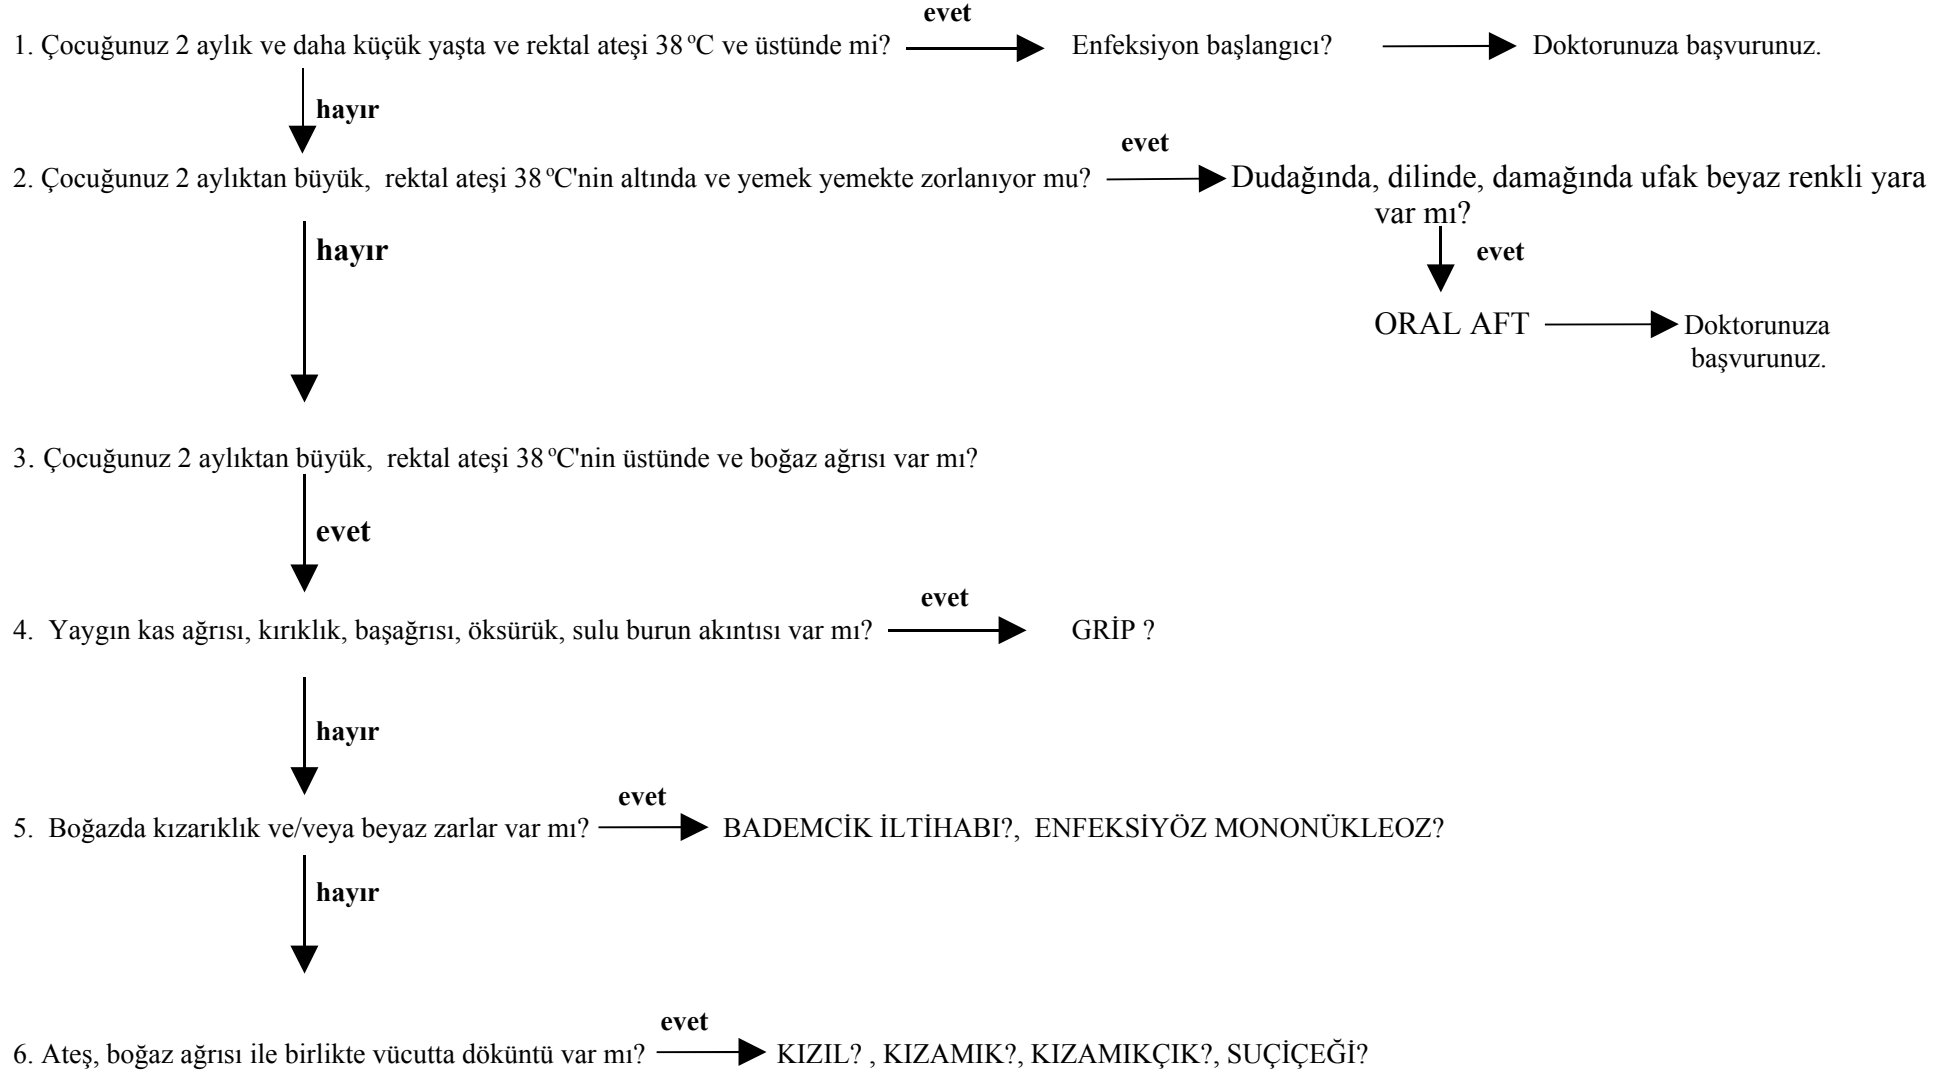 evet
1. Çocuğunuz 2 aylık ve daha küçük yaşta ve rektal ateşi 38 ºC ve üstünde mi? Enfeksiyon başlangıcı? Doktorunuza başvurunuz.
hayır
evet
2. Çocuğunuz 2 aylıktan büyük, rektal ateşi 38 ºC'nin altında ve yemek yemekte zorlanıyor mu? Dudağında, dilinde, damağında ufak beyaz renkli yara
var mı?
hayır
evet
ORAL AFT Doktorunuza
başvurunuz.
3. Çocuğunuz 2 aylıktan büyük, rektal ateşi 38 ºC'nin üstünde ve boğaz ağrısı var mı?
evet
evet
4. Yaygın kas ağrısı, kırıklık, başağrısı, öksürük, sulu burun akıntısı var mı? GRİP ?
hayır
evet
5. Boğazda kızarıklık ve/veya beyaz zarlar var mı? BADEMCİK İLTİHABI?, ENFEKSİYÖZ MONONÜKLEOZ?
hayır
evet
6. Ateş, boğaz ağrısı ile birlikte vücutta döküntü var mı? KIZIL? , KIZAMIK?, KIZAMIKÇIK?, SUÇİÇEĞİ?